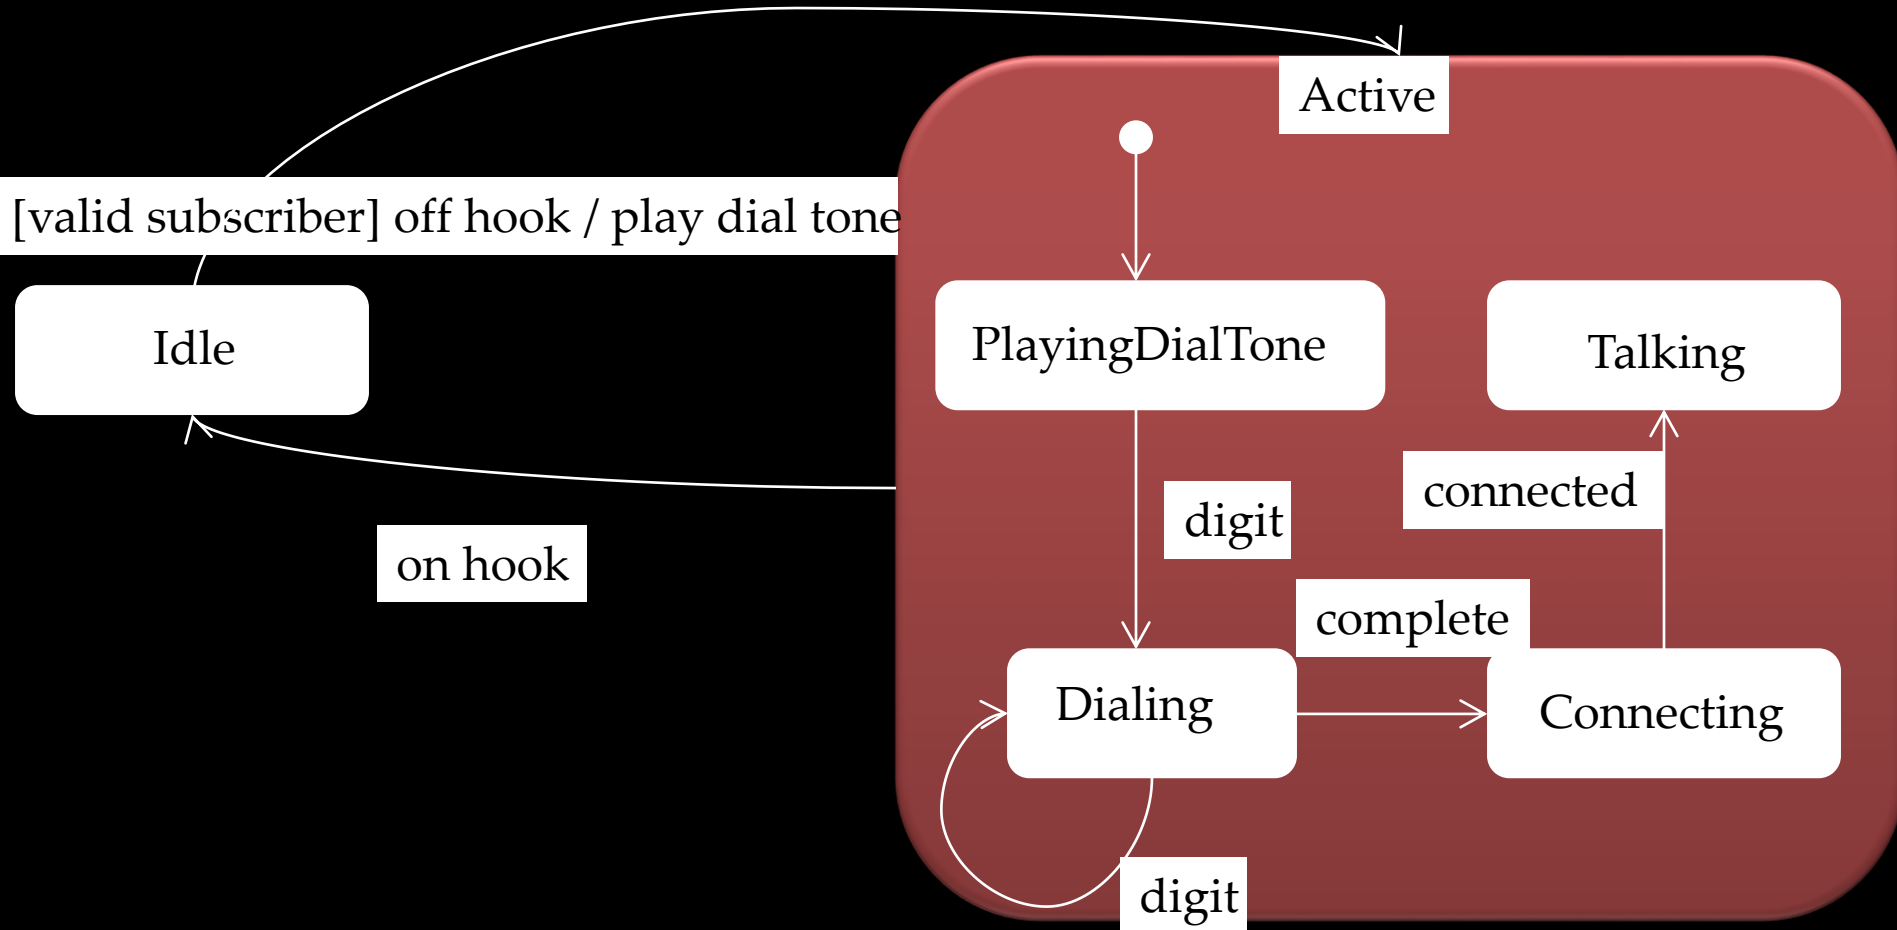 Active
[valid subscriber] off hook / play dial tone
Idle
PlayingDialTone
Talking
connected
digit
on hook
complete
Dialing
Connecting
digit